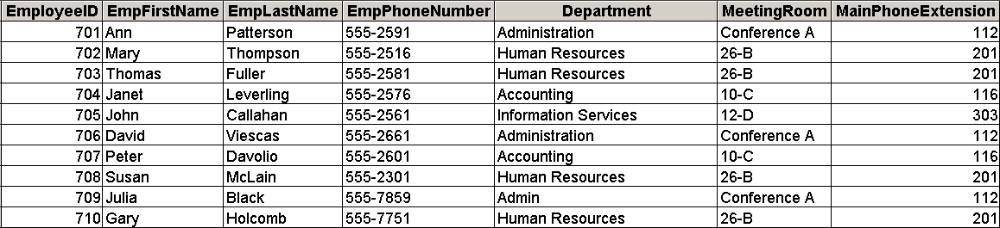 EmployeeID EmpFirstName EmpLastName EmpPhoneNumber Department MeetingRoom MainPhoneExtension
701 Ann Patterson 555-2591 Administration Conference A 112
702 Mary Thompson 555-2516 Human Resources 26-B 201
703 Thomas Fuller 555-2581 Human Resources 26-B 201
704 Janet Leverling 555-2576 Accounting 10-C 116
705 John Callahan 555-2561 Information Services 12-D 303
706 David Viescas 555-2661 Administration Conference A 112
707 Peter Davolio 555-2601 Accounting 10-C 116
708 Susan McLain 555-2301 Human Resources 26-B 201
709 Julia Black 555-7859 Admin Conference A 112
710 Gary Holcomb 555-7751 Human Resources 26-B 201